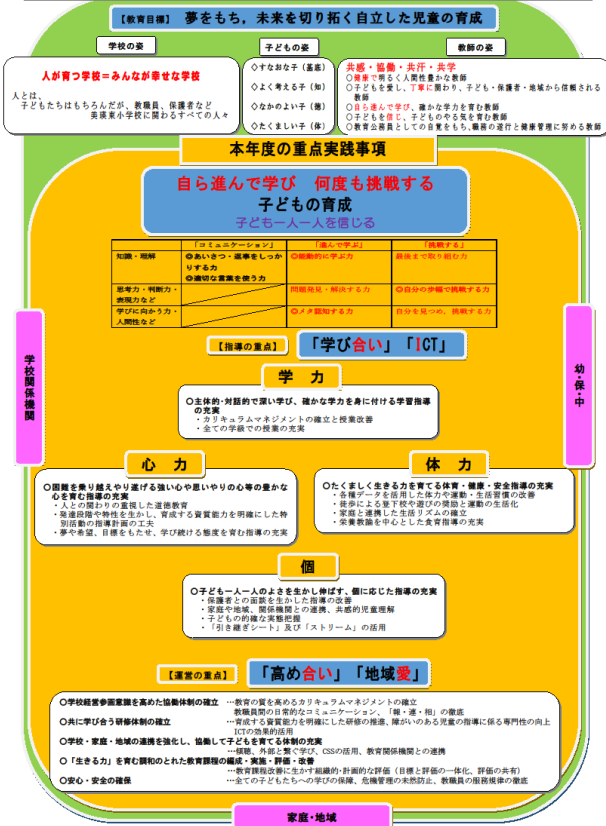 【教育目標】 夢をもち，未来を切り拓く自立した児童の育成
学校の姿
人が育つ学校＝みんなが幸せな学校
人とは、
子どもたちはもちろんだが、教職員、保護者など
美瑛東小学校に関わるすべての人々
子どもの姿
◇すなおな子（基底）
◇よく考える子（知）
◇なかのよい子（徳）
◇たくましい子（体）
教師の姿
共感・協働・共汗・共学
○健康で明るく人間性豊かな教師
○子どもを愛し、丁寧に関わり、子ども・保護者・地域から信頼される
教師
○自ら進んで学び、確かな学力を育む教師
○子どもを信じ、子どものやる気を育む教師
○教育公務員としての自覚をもち、職務の遂行と健康管理に努める教師
本年度の重点実践事項
自ら進んで学び　何度も挑戦する
子どもの育成
子ども一人一人を信じる
「コミュニケーション」 「進んで学ぶ」 「挑戦する」
知識・理解 ◎あいさつ・返事をしっか ◎能動的に学ぶ力 最後まで取り組む力
りする力
◎適切な言葉を使う力
思考力・判断力・ 問題発見・解決する力 ◎自分の歩幅で挑戦する力
表現力など
学びに向かう力・ ◎メタ認知する力 自分を見つめ、挑戦する力
人間性など
【指導の重点】 「学び合い」「ICT」
学校関係機関
幼・保・中
学　力
○主体的・対話的で深い学び、確かな学力を身に付ける学習指導
の充実
・カリキュラムマネジメントの確立と授業改善
・全ての学級での授業の充実
心　力
○困難を乗り越えやり遂げる強い心や思いやりの心等の豊かな
心を育む指導の充実
・人との関わりの重視した道徳教育
・発達段階や特性を生かし、育成する資質能力を明確にした特
別活動の指導計画の工夫
・夢や希望、目標をもたせ、学び続ける態度を育む指導の充実
体　力
○たくましく生きる力を育てる体育・健康・安全指導の充実
・各種データを活用した体力や運動・生活習慣の改善
・徒歩による登下校や遊びの奨励と運動の生活化
・家庭と連携した生活リズムの確立
・栄養教諭を中心とした食育指導の充実
個
○子ども一人一人のよさを生かし伸ばす、個に応じた指導の充実
・保護者との面談を生かした指導の改善
・家庭や地域、関係機関との連携、共感的児童理解
・子どもの的確な実態把握
・「引き継ぎシート」及び「ストリーム」の活用
【運営の重点】 「高め合い」「地域愛」
○学校経営参画意識を高めた協働体制の確立 …教育の質を高めるカリキュラムマネジメントの確立
教職員間の日常的なコミュニケーション、「報・連・相」の徹底
○共に学び合う研修体制の確立 …育成する資質能力を明確にした研修の推進、障がいのある児童の指導に係る専門性の向上
ICTの効果的活用
○学校・家庭・地域の連携を強化し、協働して子どもを育てる体制の充実
…傾聴、外部と繋ぐ学び、CSSの活用、教育関係機関との連携
○「生きる力」を育む調和のとれた教育課程の編成・実施・評価・改善
…教育課程改善に生かす組織的・計画的な評価（目標と評価の一体化、評価の共有）
○安心・安全の確保 …全ての子どもたちへの学びの保障、危機管理の未然防止、教職員の服務規律の徹底
家庭・地域